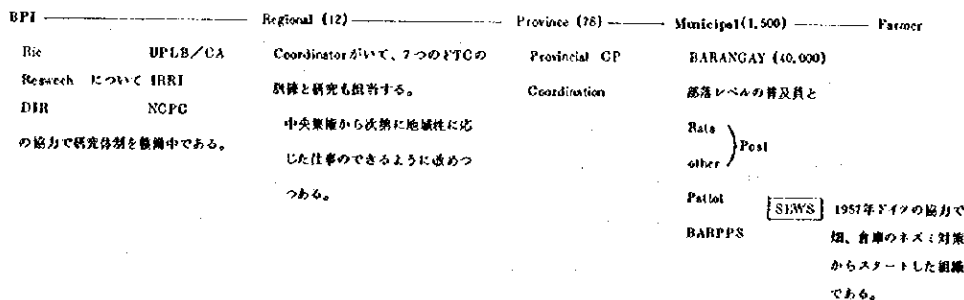 BPI Regional (12) Province (76) Municipal (1,500) Farmer
Ric UPLB/CA
Reswech について IRRI
DIR NCPC
の協力で研究体制を整備中である。
Coordinatorがいて、7つのFTCの
訓練と研究も担当する。
中央集権から次第に地域性に応
じた仕事のできるように改めつ
つある。
Provincial CP
Coordination
BARANGAY (40,000)
部落レベルの普及員と
Rats
other
Post
Patlot
BARPPS
SEWS 1957年ドイツの協力で
畑、倉庫のネズミ対策
からスタートした組織
である。